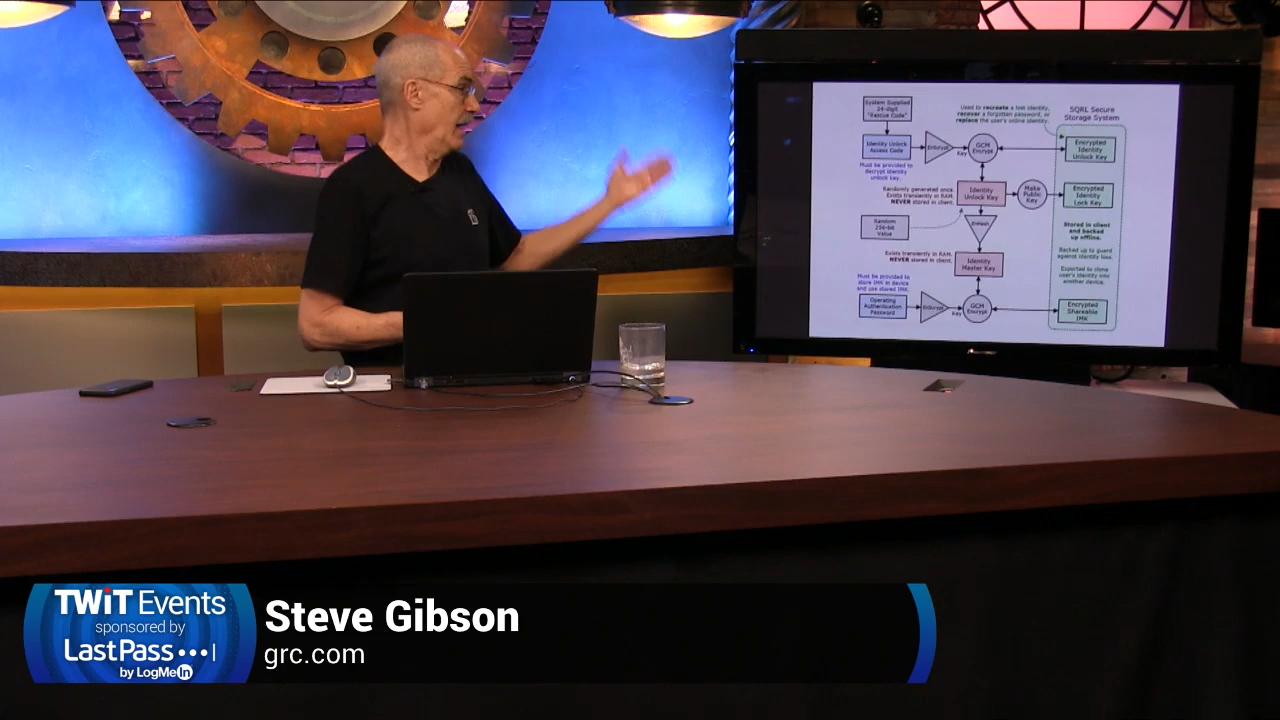 System Supplied
24-digit
"Rescue Code"
Used to recreate a lost identity,
recover a forgotten password, or
replace the user's online identity.
SQRL Secure
Storage System
Identity Unlock
Access Code
EnScrypt
Key
GCM
Encrypt
Encrypted
Identity
Unlock Key
Must be provided to
decrypt identity
unlock key.
Randomly generated once.
Exists transiently in RAM.
NEVER stored in client.
Identity
Unlock Key
Make
Public
Key
Encrypted
Identity
Lock Key
Random
256-bit
Value
EnHash
Stored in client
and backed
up offline.
Backed up to guard
against identity loss.
Exported to clone
user's identity into
another device.
Exists transiently in RAM.
NEVER stored in client.
Identity
Master Key
Must be provided to
store IMK in device
and use stored IMK.
Operating
Authentication
Password
EnScrypt
Key
GCM
Encrypt
Encrypted
Shareable
IMK
TWiT Events
sponsored by
LastPass •••|
by LogMeIn
Steve Gibson
grc.com